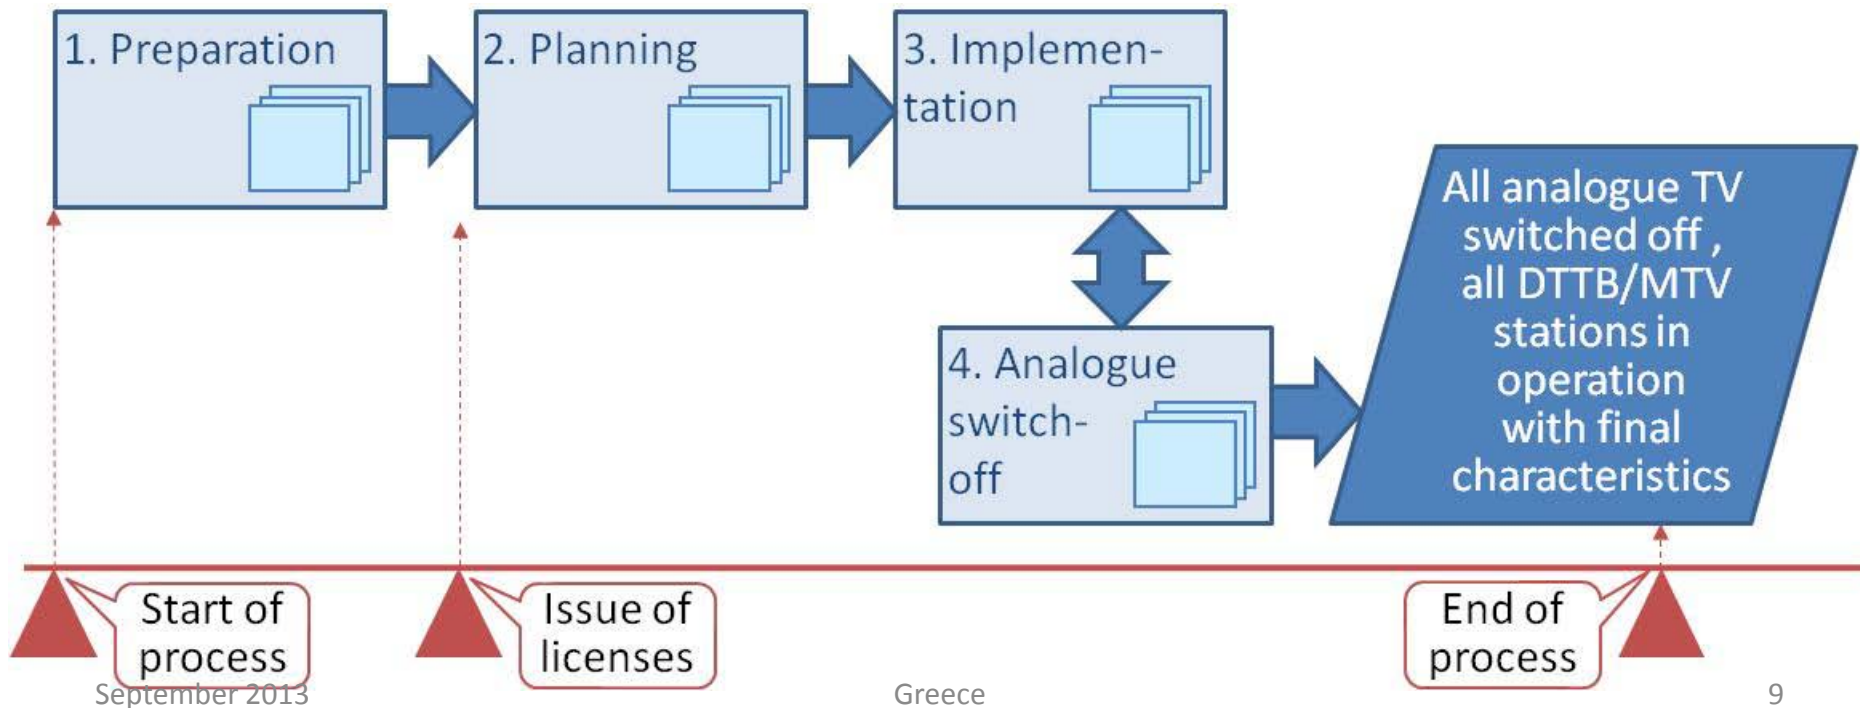 1. Preparation
2. Planning
3. Implemen-
tation
4. Analogue
switch-
off
All analogue TV
switched off ,
all DTTB/MTV
stations in
operation
with final
characteristics
Start of
process
Issue of
licenses
End of
process
September 2013
Greece
9